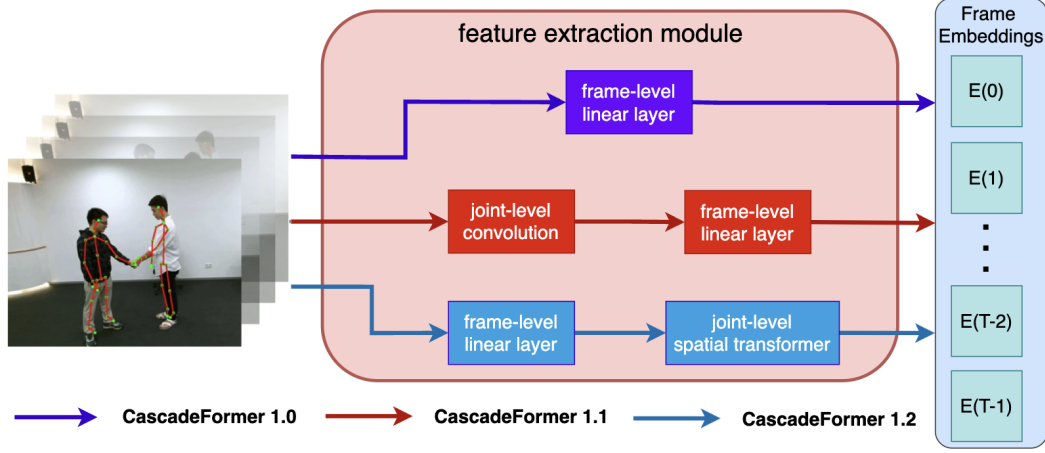 feature extraction module
Frame
Embeddings
frame-level
linear layer
E(0)
E(1)
joint-level
convolution
frame-level
linear layer
frame-level
linear layer
joint-level
spatial transformer
E(T-2)
E(T-1)
CascadeFormer 1.0
CascadeFormer 1.1
CascadeFormer 1.2